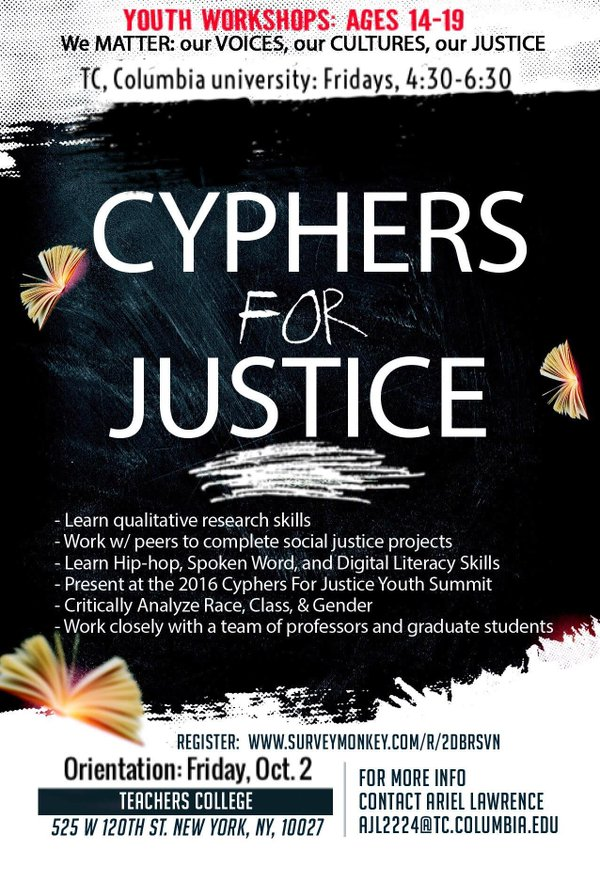 YOUTH WORKSHOPS: AGES 14-19
We MATTER: our VOICES, our CULTURES, our JUSTICE
TC, Columbia university: Fridays, 4:30-6:30
CYPHERS
FOR
JUSTICE
- Learn qualitative research skills
- Work w/ peers to complete social justice projects
- Learn Hip-hop, Spoken Word, and Digital Literacy Skills
- Present at the 2016 Cyphers For Justice Youth Summit
- Critically Analyze Race, Class, & Gender
- Work closely with a team of professors and graduate students
REGISTER: WWW.SURVEYMONKEY.COM/R/2DBRSVN
Orientation: Friday, Oct. 2
TEACHERS COLLEGE
525 W 120TH ST. NEW YORK, NY, 10027
FOR MORE INFO
CONTACT ARIEL LAWRENCE
AJL2224@TC.COLUMBIA.EDU